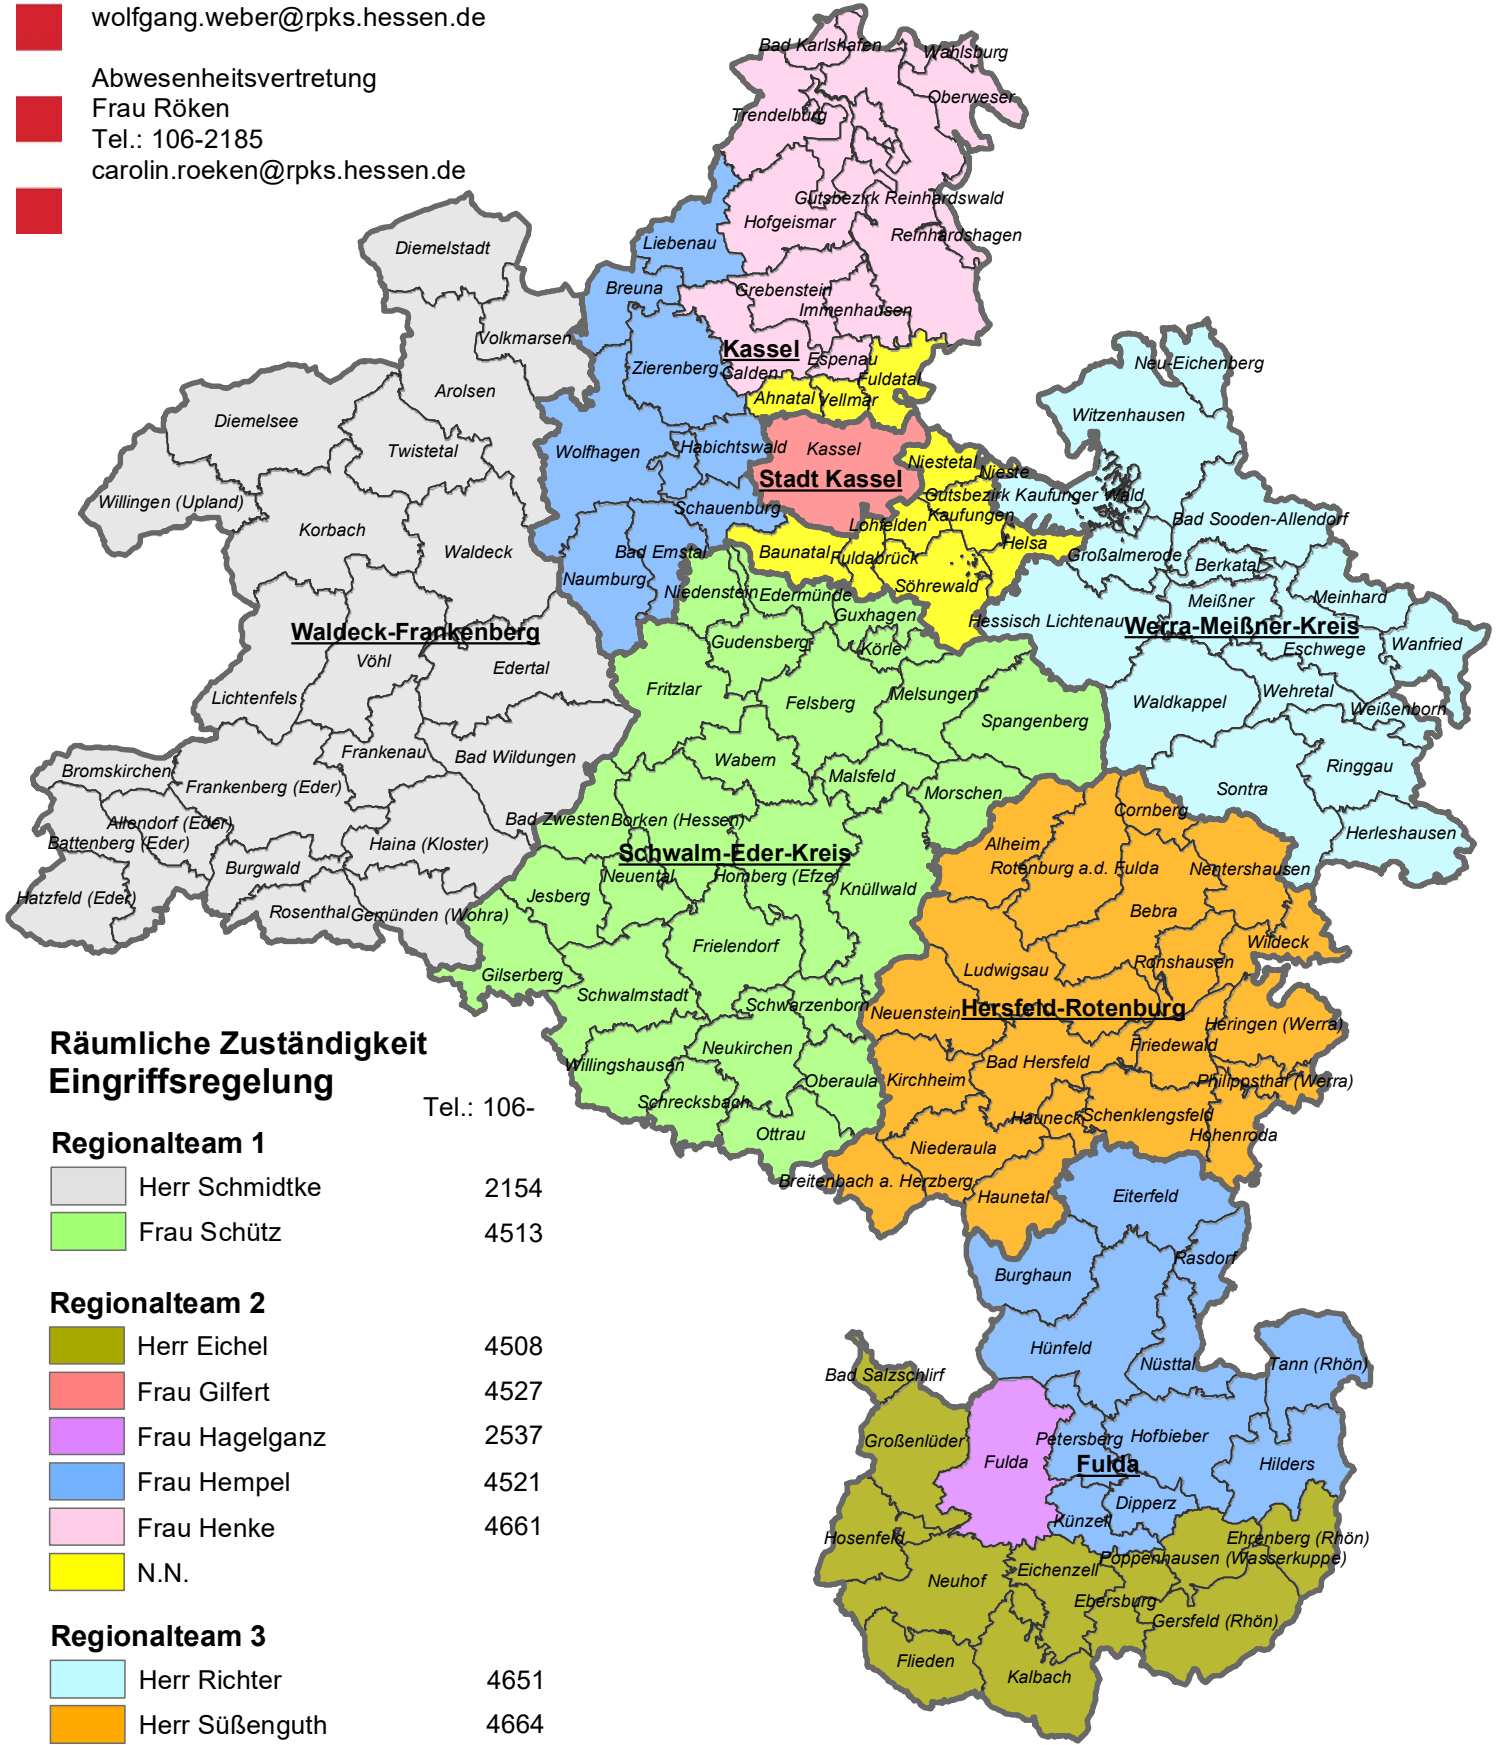 wolfgang.weber@rpks.hessen.de
Abwesenheitsvertretung
Frau Röken
Tel.: 106-2185
carolin.roeken@rpks.hessen.de
Bad Karlshafen
Wahlsburg
Oberweser
Trendelburg
Gutsbezirk Reinhardswald
Hofgeismar
Reinhardshagen
Liebenau
Diemelstadt
Breuna
Grebenstein
Immenhausen
Volkmarsen
Kassel
Espenau
Calden
Zierenberg
Fuldatal
Ahnatal
Vellmar
Neu-Eichenberg
Witzenhausen
Arolsen
Diemelsee
Twistetal
Wolfhagen
Habichtswald
Kassel
Stadt Kassel
Niestetal
Nieste
Gutsbezirk Kaufunger Wald
Kaufungen
Willingen (Upland)
Korbach
Waldeck
Schauenburg
Lohfelden
Bad Sooden-Allendorf
Bad Emstal
Baunatal
Fuldabrück
Helsa
Großalmerode
Berkatal
Naumburg
Niedenstein
Edermünde
Söhrewald
Meißner
Meinhard
Guxhagen
Hessisch Lichtenau
Werra-Meißner-Kreis
Waldeck-Frankenberg
Gudensberg
Körle
Eschwege
Wanfried
Vöhl
Edertal
Fritzlar
Felsberg
Melsungen
Wehretal
Lichtenfels
Spangenberg
Waldkappel
Weißenborn
Frankenau
Bad Wildungen
Wabern
Malsfeld
Ringgau
Bromskirchen
Frankenberg (Eder)
Morschen
Sontra
Cornberg
Allendorf (Eder)
Bad Zwesten
Borken (Hessen)
Herleshausen
Battenberg (Eder)
Haina (Kloster)
Schwalm-Eder-Kreis
Alheim
Burgwald
Neuental
Homberg (Efze)
Rotenburg a.d. Fulda
Nentershausen
Hatzfeld (Eder)
Jesberg
Knüllwald
Rosenthal
Gemünden (Wohra)
Bebra
Frielendorf
Wildeck
Gilserberg
Ludwigsau
Ronshausen
Schwalmstadt
Schwarzenborn
Neuenstein
Hersfeld-Rotenburg
Heringen (Werra)
Neukirchen
Friedewald
Willingshausen
Bad Hersfeld
Oberaula
Kirchheim
Philippsthal (Werra)
Schrecksbach
Hauneck
Schenklengsfeld
Ottrau
Hohenroda
Niederaula
Breitenbach a. Herzberg
Haunetal
Eiterfeld
Burghaun
Rasdorf
Hünfeld
Nüsttal
Tann (Rhön)
Bad Salzschlirf
Großenlüder
Petersberg
Hofbieber
Fulda
Fulda
Hilders
Dipperz
Künzell
Hosenfeld
Ehrenberg (Rhön)
Poppenhausen (Wasserkuppe)
Eichenzell
Neuhof
Ebersburg
Gersfeld (Rhön)
Flieden
Kalbach
Räumliche Zuständigkeit
Eingriffsregelung
Tel.: 106-
Regionalteam 1
Herr Schmidtke 2154
Frau Schütz 4513
Regionalteam 2
Herr Eichel 4508
Frau Gilfert 4527
Frau Hagelganz 2537
Frau Hempel 4521
Frau Henke 4661
N.N.
Regionalteam 3
Herr Richter 4651
Herr Süßenguth 4664